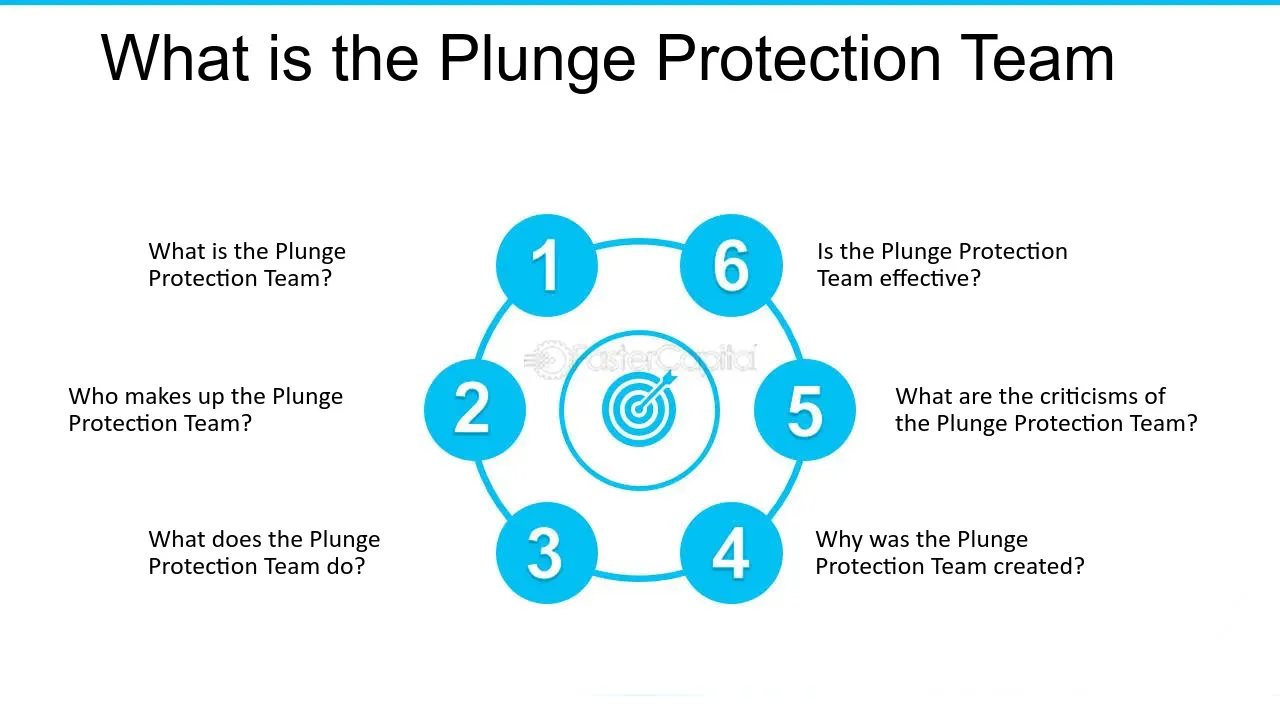 What is the Plunge Protection Team
1
What is the Plunge
Protection Team?
2
Who makes up the Plunge
Protection Team?
3
What does the Plunge
Protection Team do?
4
Why was the Plunge
Protection Team created?
5
What are the criticisms of
the Plunge Protection Team?
6
Is the Plunge Protection
Team effective?
FasterCapital